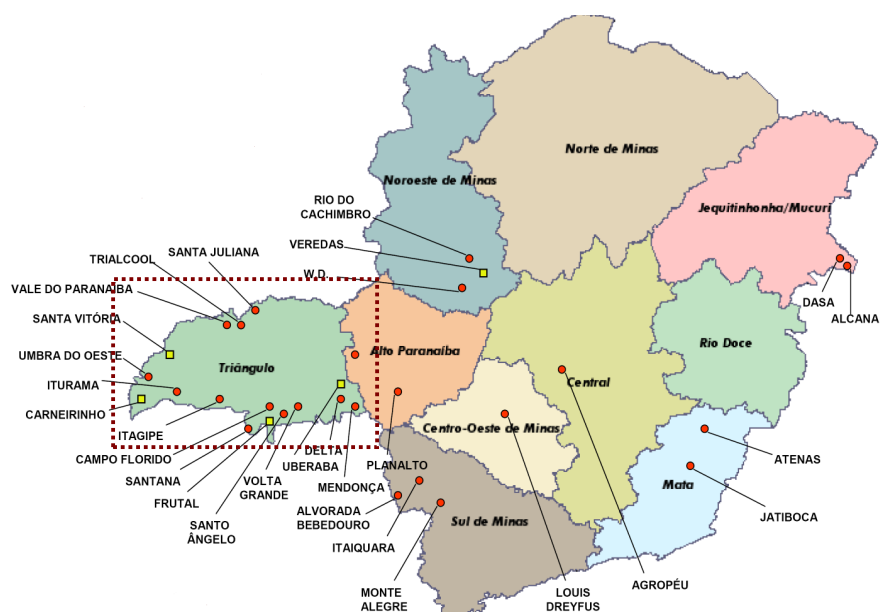 Norte de Minas
Noroeste de Minas
RIO DO
CACHIMBRO
Jequitinhonha/Mucuri
VEREDAS
SANTA JULIANA
TRIALCOOL
W.D.
VALE DO PARANAÍBA
DASA
ALCANA
SANTA VITÓRIA
Rio Doce
Alto Paranaíba
UMBRA DO OESTE
Triângulo
Central
ITURAMA
CARNEIRINHO
Centro-Oeste de Minas
ITAGIPE
DELTA
CAMPO FLORIDO
UBERABA
PLANALTO
ATENAS
SANTANA
VOLTA
GRANDE
MENDONÇA
Mata
FRUTAL
ALVORADA
BEBEDOURO
JATIBOCA
SANTO
ÂNGELO
Sul de Minas
ITAIQUARA
MONTE
ALEGRE
LOUIS
DREYFUS
AGROPÉU